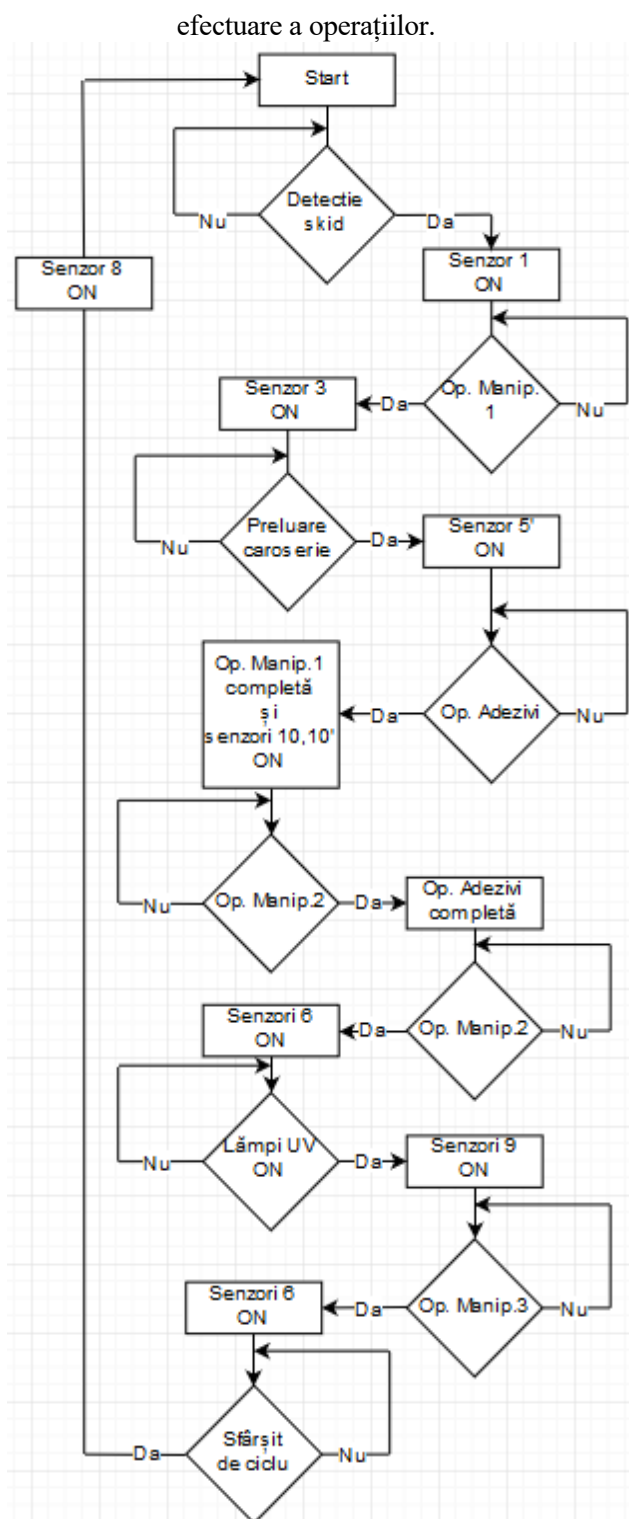 efectuare a operațiilor.
Start
Detectie
skid
Nu
Da
Senzor 8
ON
Senzor 1
ON
Op. Manip.
1
Da
Nu
Senzor 3
ON
Preluare
caroserie
Nu
Da
Senzor 5'
ON
Op. Adezivi
Da
Nu
Op. Manip.1
completă
și
senzori 10,10'
ON
Op. Manip.2
Nu
Da
Op. Adezivi
completă
Op. Manip.2
Da
Nu
Senzori 6
ON
Lămpi UV
ON
Nu
Da
Senzori 9
ON
Op. Manip.3
Da
Nu
Senzori 6
ON
Sfârșit
de ciclu
Da
Nu